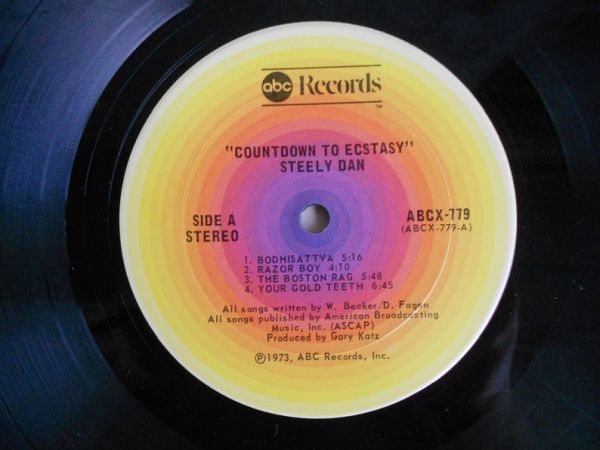 abc Records
TM
"COUNTDOWN TO ECSTASY"
STEELY DAN
SIDE A
STEREO
ABCX-779
(ABCX-779-A)
1. BODHISATTVA 5:16
2. RAZOR BOY 4:10
3. THE BOSTON RAG 5:48
4. YOUR GOLD TEETH 6:45
All songs written by W. Becker/D. Fagen
All songs published by American Broadcasting
Music, Inc. (ASCAP)
Produced by Gary Katz
Ⓟ1973, ABC Records, Inc.